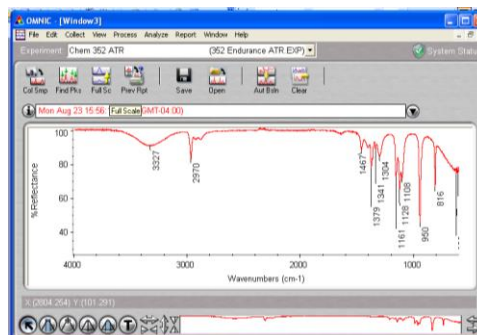 OMNIC - [Window3]
File Edit Collect View Process Analyze Report Window Help
Experiment: Chem 352 ATR (352 Endurance ATR EXP) System Statu
Col Smp Find Pks Full Sc Prev Rpt Save Open Aut Bsln Clear
Mon Aug 23 15:56: Full Scale GMT-04:00)
100
80
60
40
%Reflectance
3327
2970
1467
1379
1341
1304
1161
1128
1108
950
816
4000 3000 2000 1000
Wavenumbers (cm-1)
X:(2804.264) Y:(101.291)
T